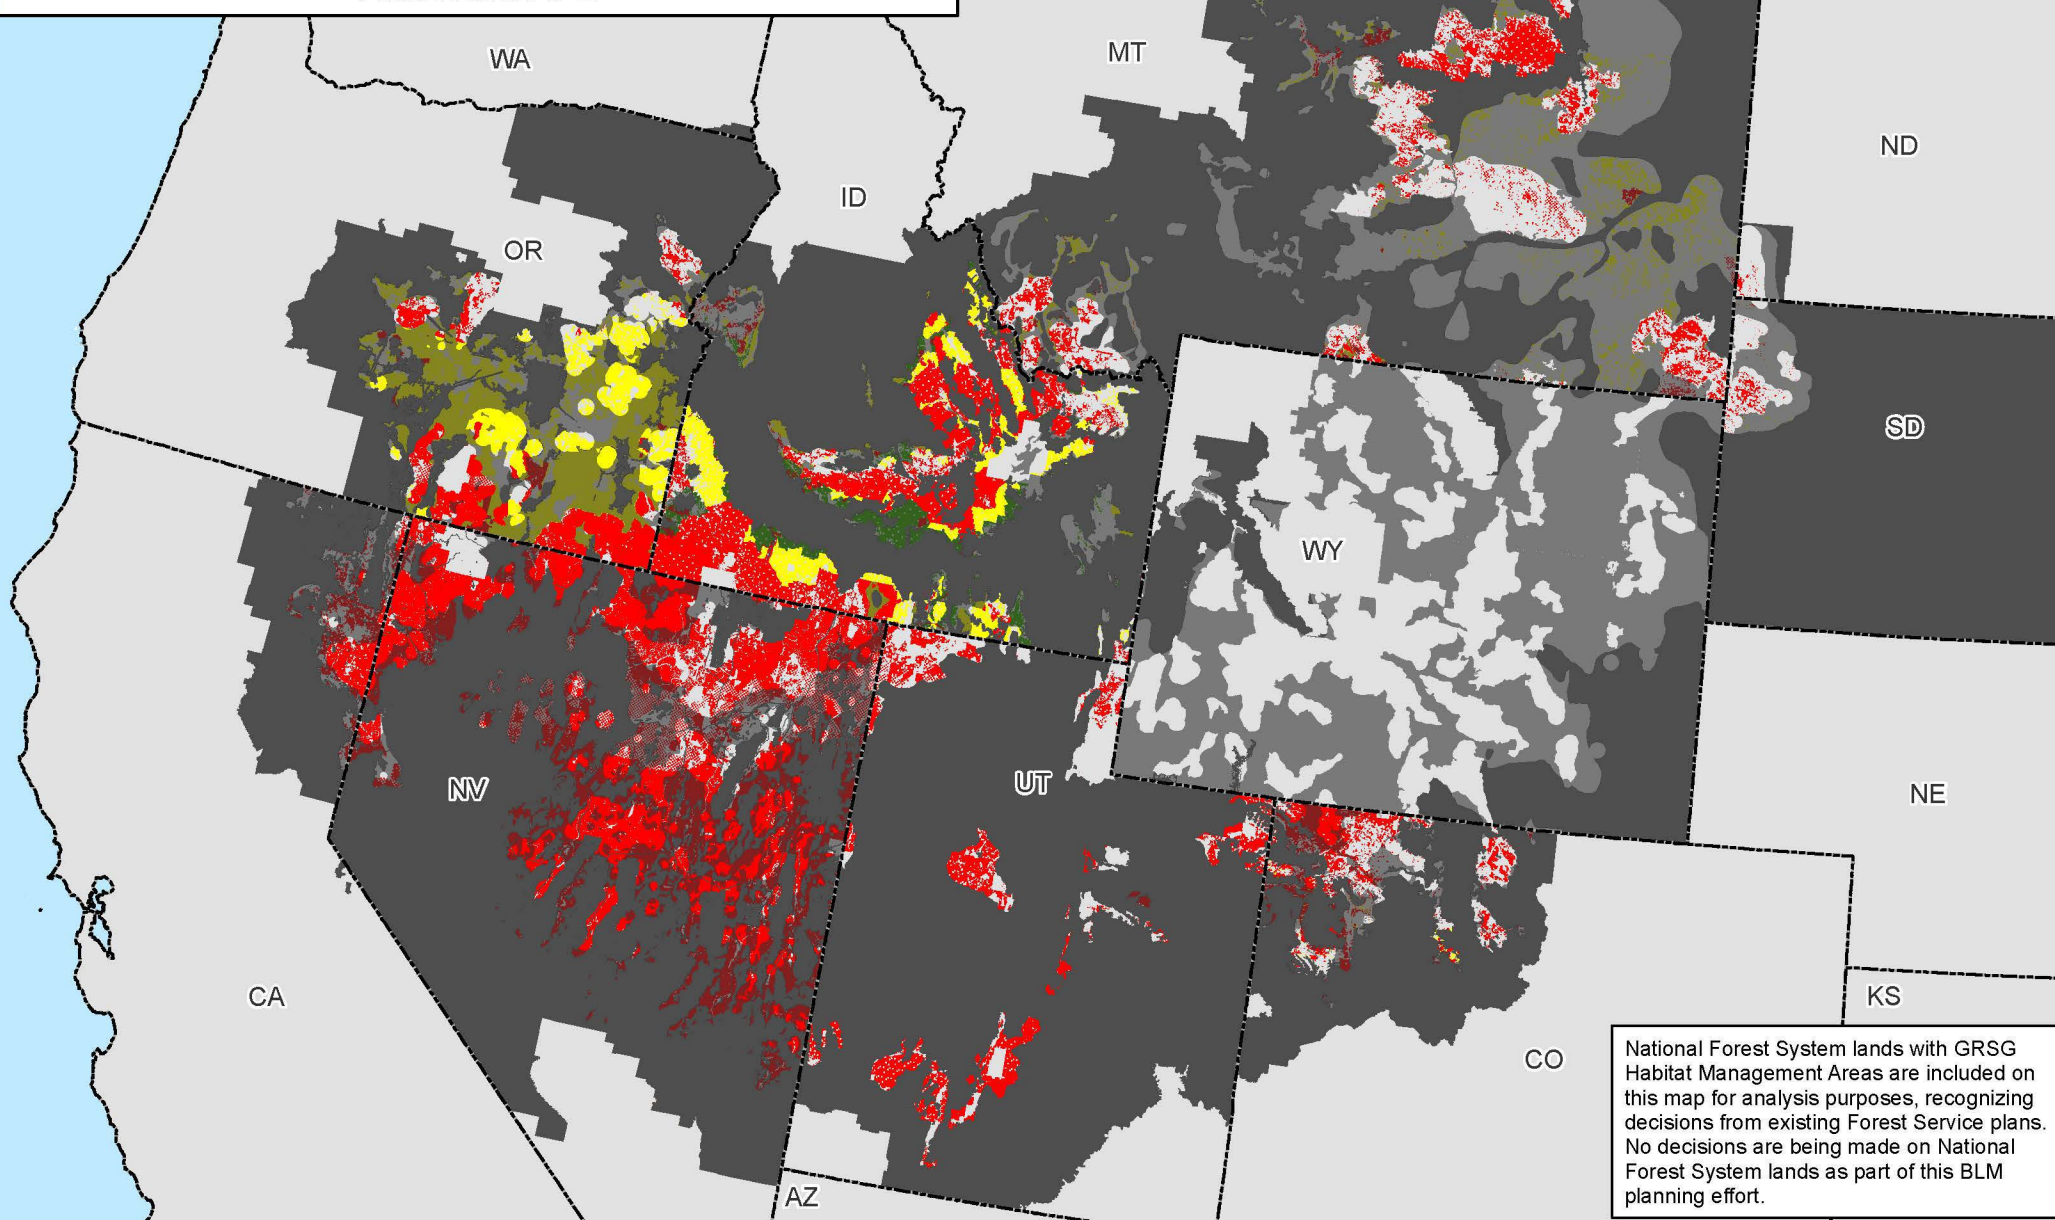 WA
MT
ND
ID
OR
SD
WY
NV
UT
NE
CA
KS
CO
AZ
National Forest System lands with GRSG
Habitat Management Areas are included on
this map for analysis purposes, recognizing
decisions from existing Forest Service plans.
No decisions are being made on National
Forest System lands as part of this BLM
planning effort.